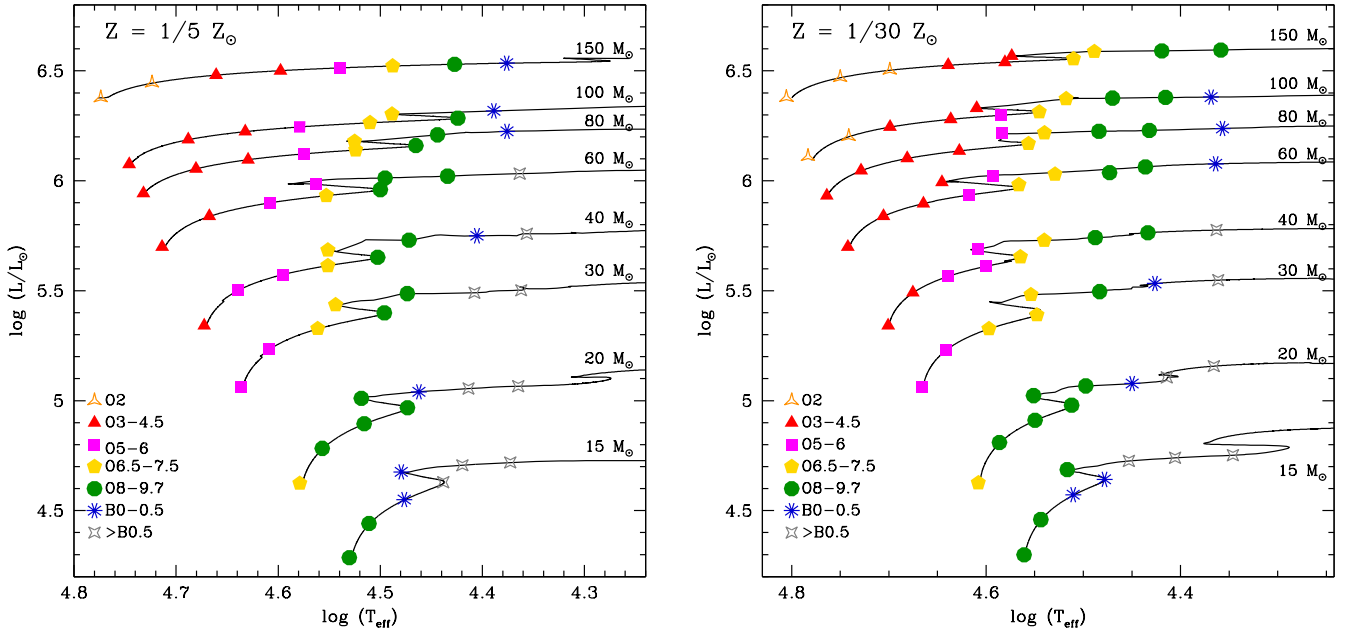 Z = 1/5 Z☉
150 M☉
100 M☉
80 M☉
60 M☉
40 M☉
30 M☉
20 M☉
15 M☉
O2
O3−4.5
O5−6
O6.5−7.5
O8−9.7
B0−0.5
>B0.5
6.5
6
5.5
5
4.5
log (L/L☉)
4.8
4.7
4.6
4.5
4.4
4.3
log (Teff)
Z = 1/30 Z☉
150 M☉
100 M☉
80 M☉
60 M☉
40 M☉
30 M☉
20 M☉
15 M☉
O2
O3−4.5
O5−6
O6.5−7.5
O8−9.7
B0−0.5
>B0.5
6.5
6
5.5
5
4.5
log (L/L☉)
4.8
4.6
4.4
log (Teff)